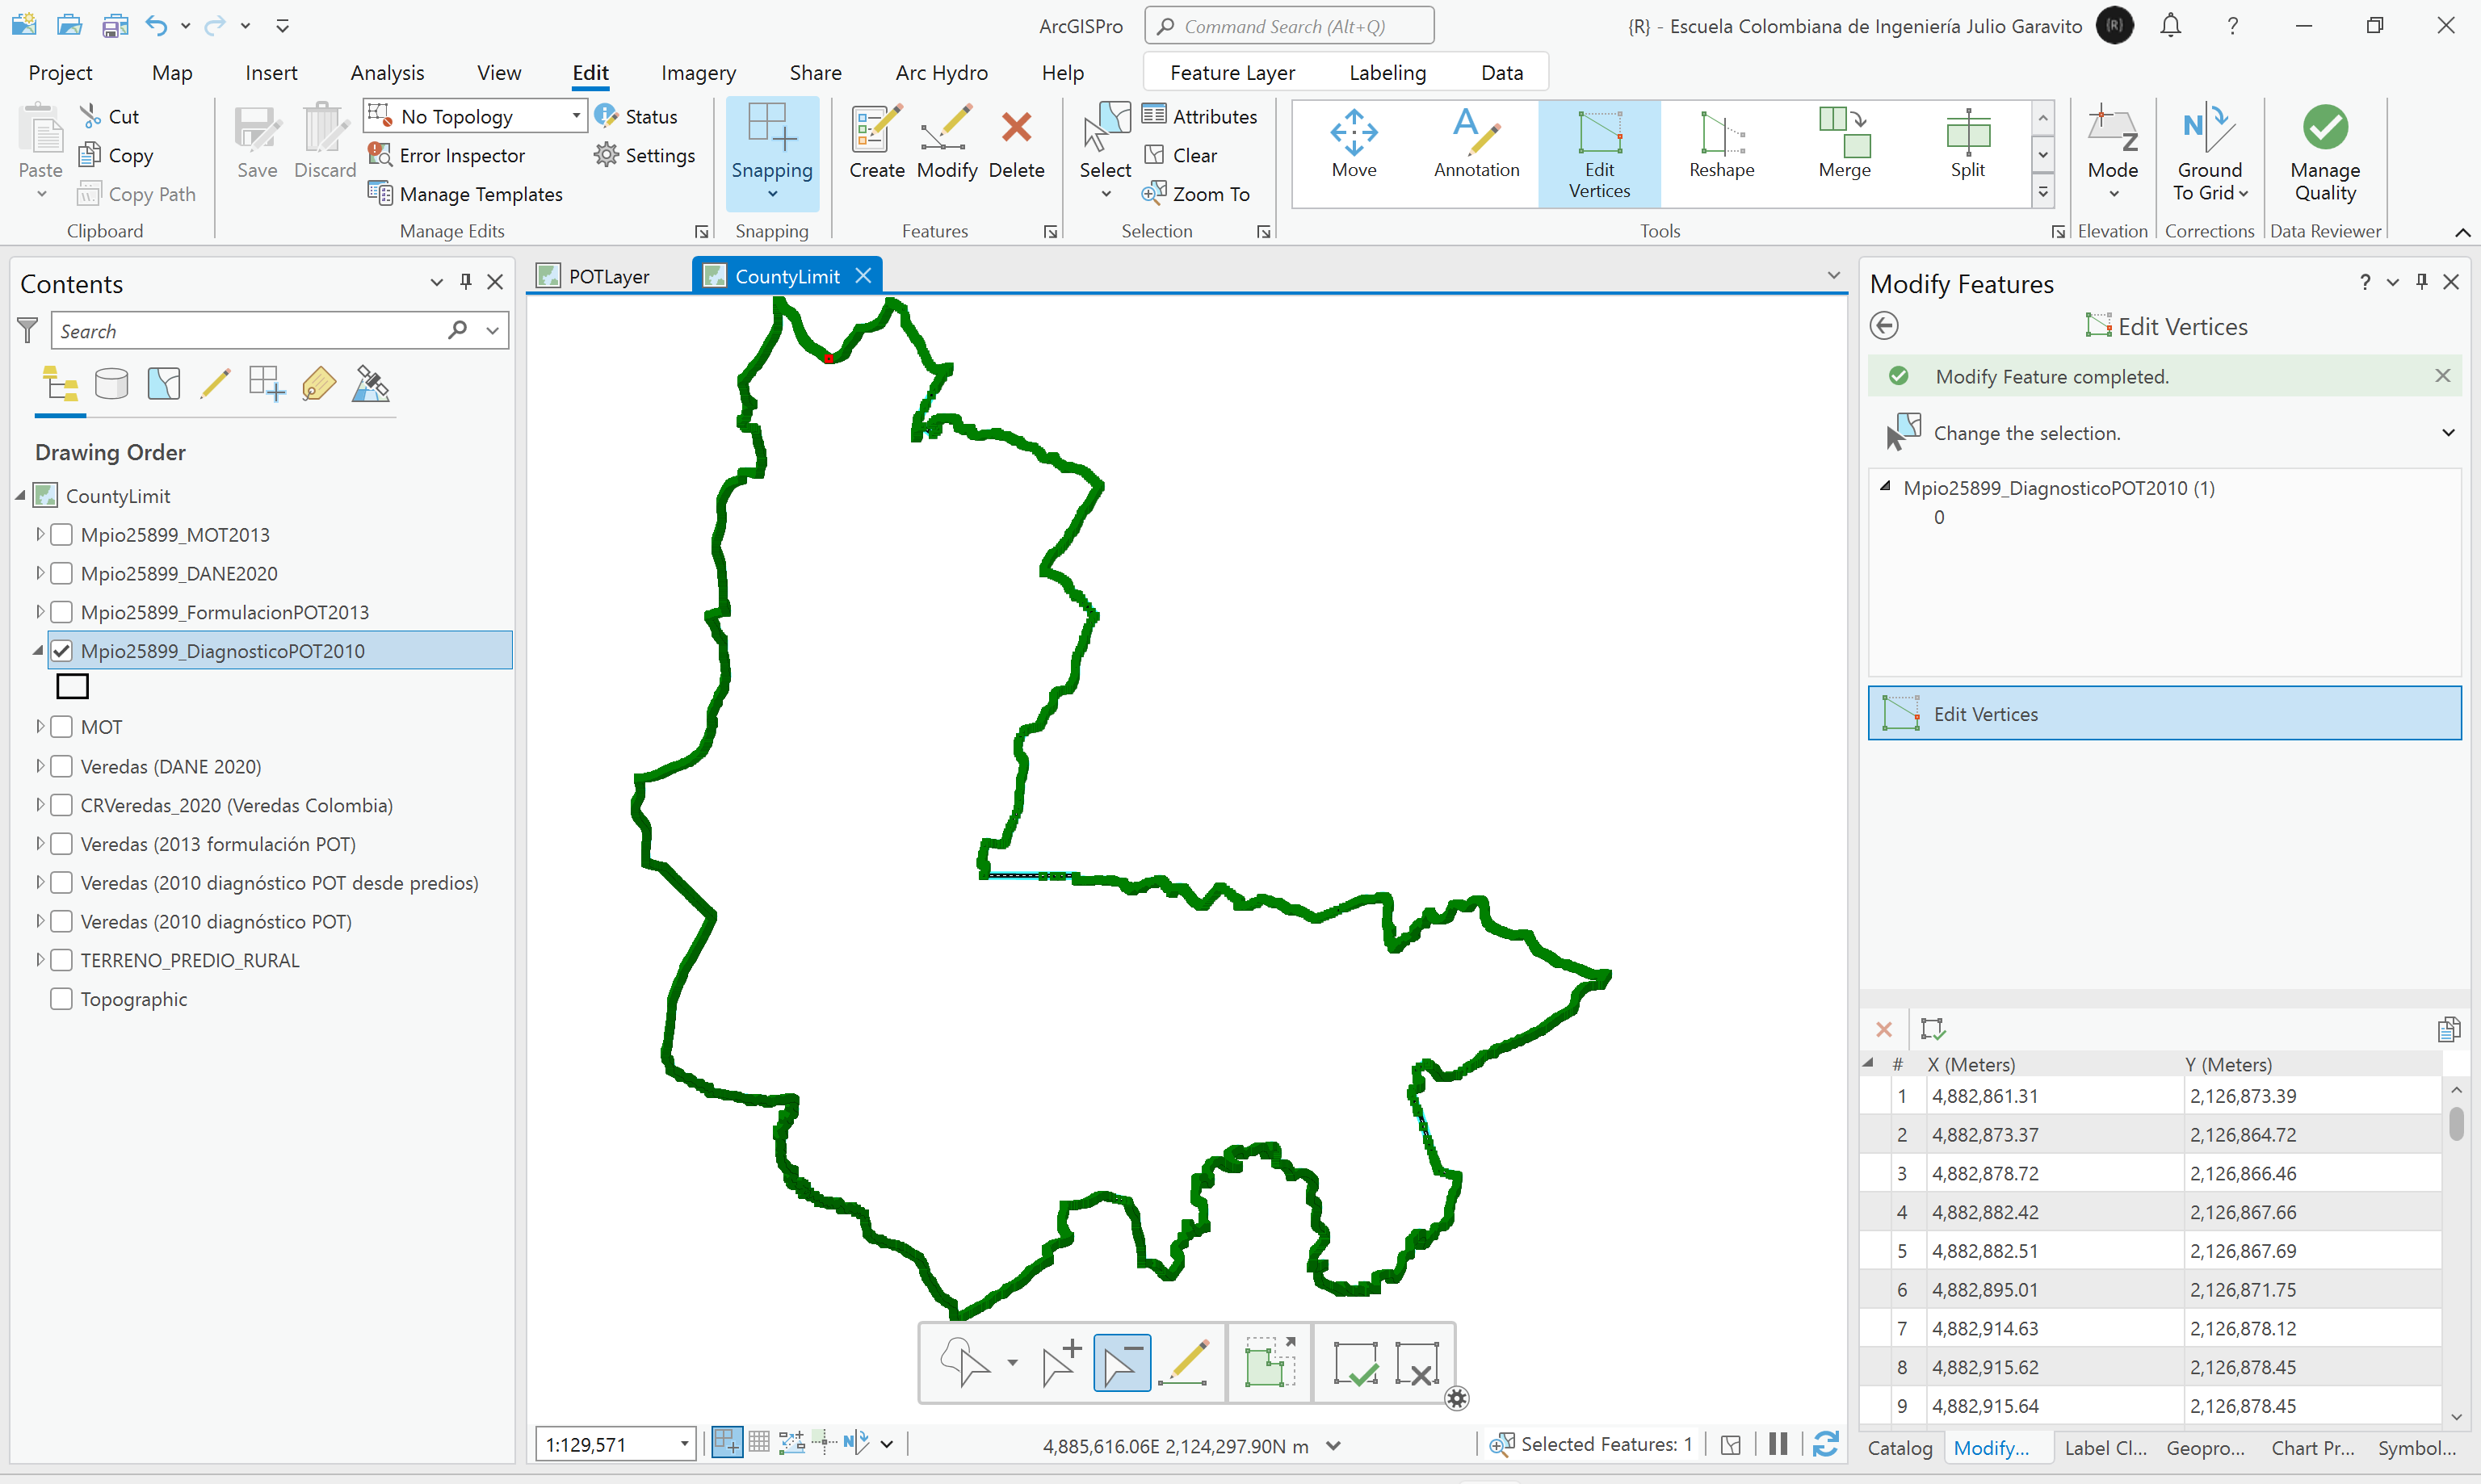 ArcGISPro
Command Search (Alt+Q)
{R} - Escuela Colombiana de Ingeniería Julio Garavito
{R}
Project Map Insert Analysis View Edit Imagery Share Arc Hydro Help Feature Layer Labeling Data
Paste
Cut
Copy
Copy Path
Clipboard
Save
Discard
No Topology
Error Inspector
Manage Templates
Status
Settings
Manage Edits
Snapping
Snapping
Create
Modify
Delete
Features
Select
Attributes
Clear
Zoom To
Selection
Move
Annotation
Edit
Vertices
Reshape
Merge
Split
Tools
Mode
Elevation
Ground
To Grid
Corrections
Manage
Quality
Data Reviewer
Contents
Search
Drawing Order
CountyLimit
Mpio25899_MOT2013
Mpio25899_DANE2020
Mpio25899_FormulacionPOT2013
Mpio25899_DiagnosticoPOT2010
MOT
Veredas (DANE 2020)
CRVeredas_2020 (Veredas Colombia)
Veredas (2013 formulación POT)
Veredas (2010 diagnóstico POT desde predios)
Veredas (2010 diagnóstico POT)
TERRENO_PREDIO_RURAL
Topographic
POTLayer
CountyLimit
1:129,571
4,885,616.06E 2,124,297.90N m
Selected Features: 1
Modify Features
Edit Vertices
Modify Feature completed.
Change the selection.
Mpio25899_DiagnosticoPOT2010 (1)
0
Edit Vertices
# X (Meters) Y (Meters)
1 4,882,861.31 2,126,873.39
2 4,882,873.37 2,126,864.72
3 4,882,878.72 2,126,866.46
4 4,882,882.42 2,126,867.66
5 4,882,882.51 2,126,867.69
6 4,882,895.01 2,126,871.75
7 4,882,914.63 2,126,878.12
8 4,882,915.62 2,126,878.45
9 4,882,915.64 2,126,878.45
Catalog Modify... Label Cl... Geopro... Chart Pr... Symbol...